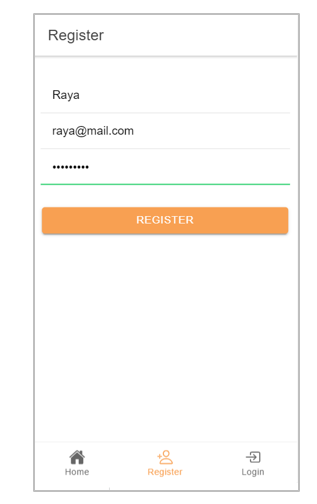 Register
Raya
raya@mail.com
•••••••••
REGISTER
Home
Register
Login